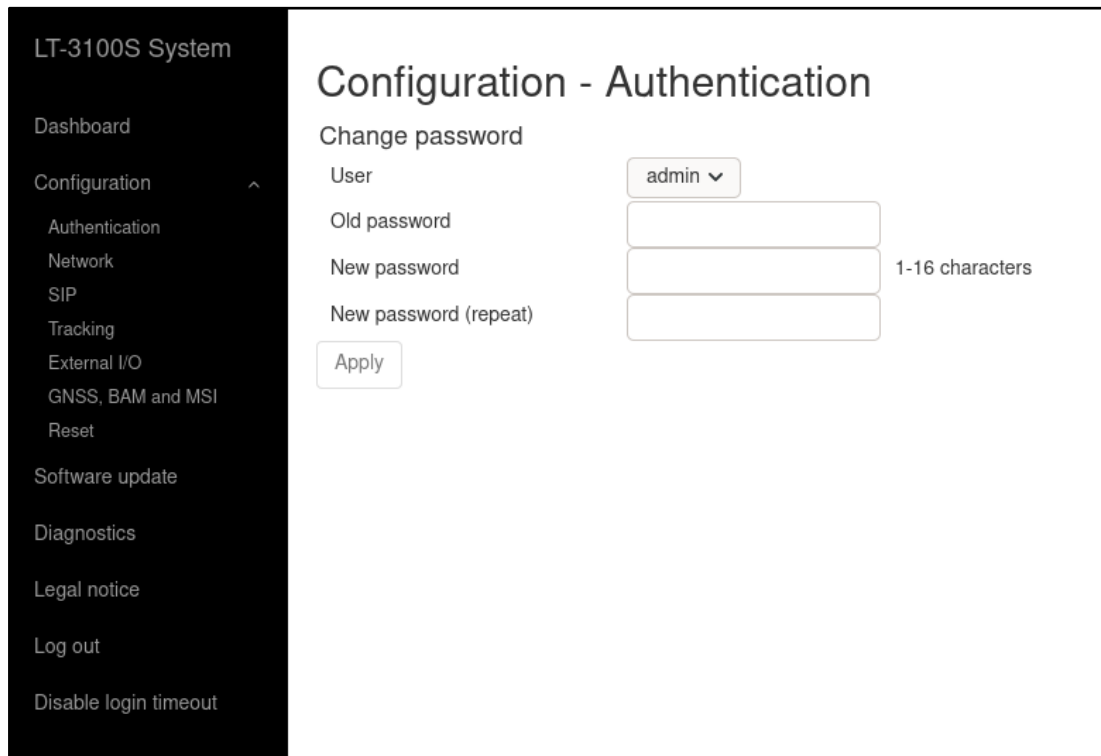 LT-3100S System
Dashboard
Configuration
Authentication
Network
SIP
Tracking
External I/O
GNSS, BAM and MSI
Reset
Software update
Diagnostics
Legal notice
Log out
Disable login timeout
Configuration - Authentication
Change password
User admin
Old password
New password 1-16 characters
New password (repeat)
Apply